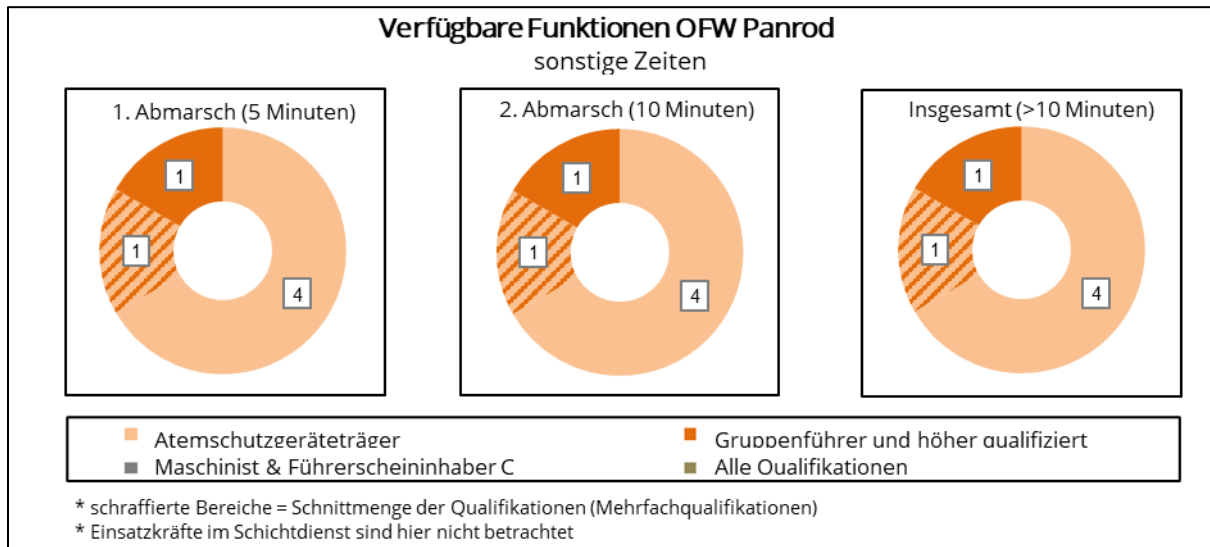 Verfügbare Funktionen OFW Panrod
sonstige Zeiten
1. Abmarsch (5 Minuten)
1
1
4
2. Abmarsch (10 Minuten)
1
1
4
Insgesamt (>10 Minuten)
1
1
4
Atemschutzgeräteträger
Gruppenführer und höher qualifiziert
Maschinist & Führerscheininhaber C
Alle Qualifikationen
* schraffierte Bereiche = Schnittmenge der Qualifikationen (Mehrfachqualifikationen)
* Einsatzkräfte im Schichtdienst sind hier nicht betrachtet